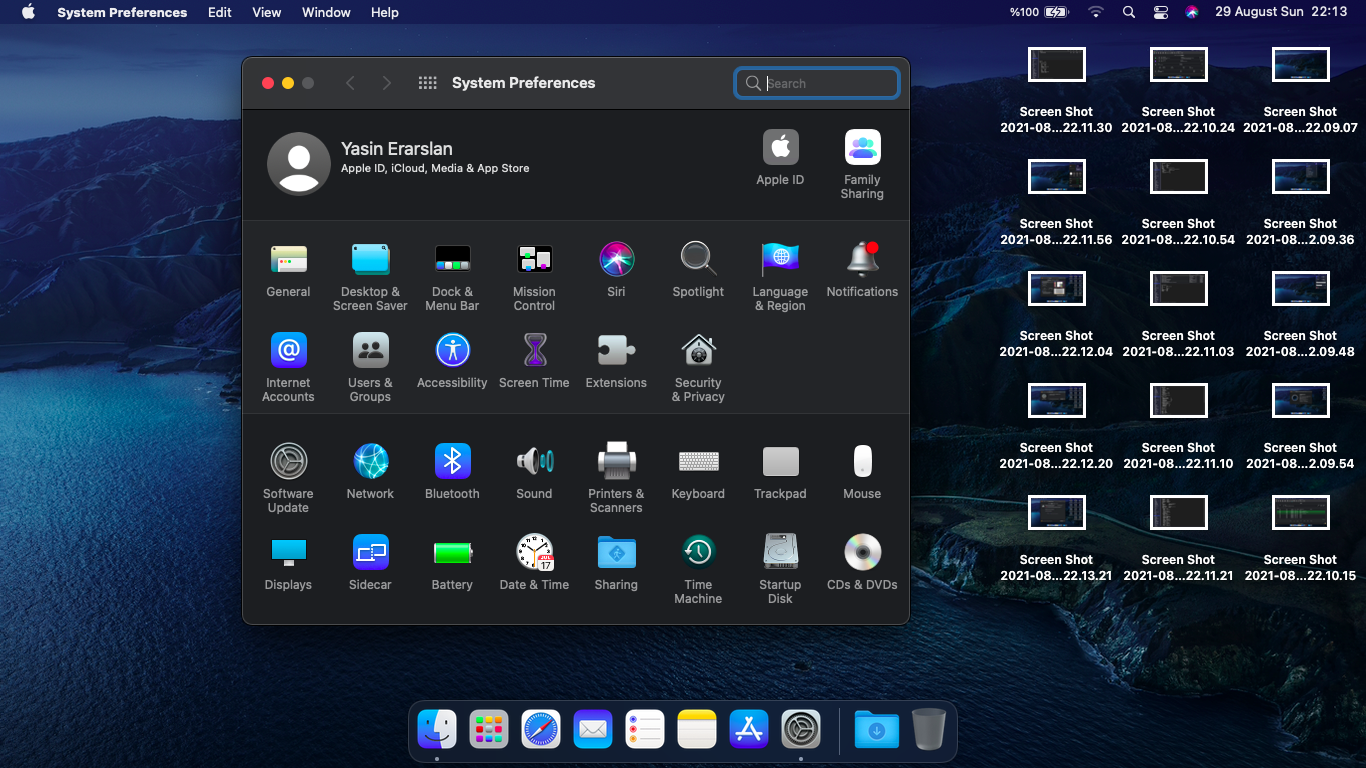 System Preferences Edit View Window Help %100 29 August Sun 22:13
System Preferences Search
Yasin Erarslan
Apple ID, iCloud, Media & App Store
Apple ID
Family
Sharing
General
Desktop &
Screen Saver
Dock &
Menu Bar
Mission
Control
Siri
Spotlight
Language
& Region
Notifications
Internet
Accounts
Users &
Groups
Accessibility
Screen Time
Extensions
Security
& Privacy
Software
Update
Network
Bluetooth
Sound
Printers &
Scanners
Keyboard
Trackpad
Mouse
Displays
Sidecar
Battery
JUL
17
Date & Time
Sharing
Time
Machine
Startup
Disk
CDs & DVDs
Screen Shot
2021-08...22.11.30
Screen Shot
2021-08...22.10.24
Screen Shot
2021-08...22.09.07
Screen Shot
2021-08...22.11.56
Screen Shot
2021-08...22.10.54
Screen Shot
2021-08...2.09.36
Screen Shot
2021-08...22.12.04
Screen Shot
2021-08...22.11.03
Screen Shot
2021-08...2.09.48
Screen Shot
2021-08...22.12.20
Screen Shot
2021-08...22.11.10
Screen Shot
2021-08...2.09.54
Screen Shot
2021-08...22.13.21
Screen Shot
2021-08...22.11.21
Screen Shot
2021-08...22.10.15